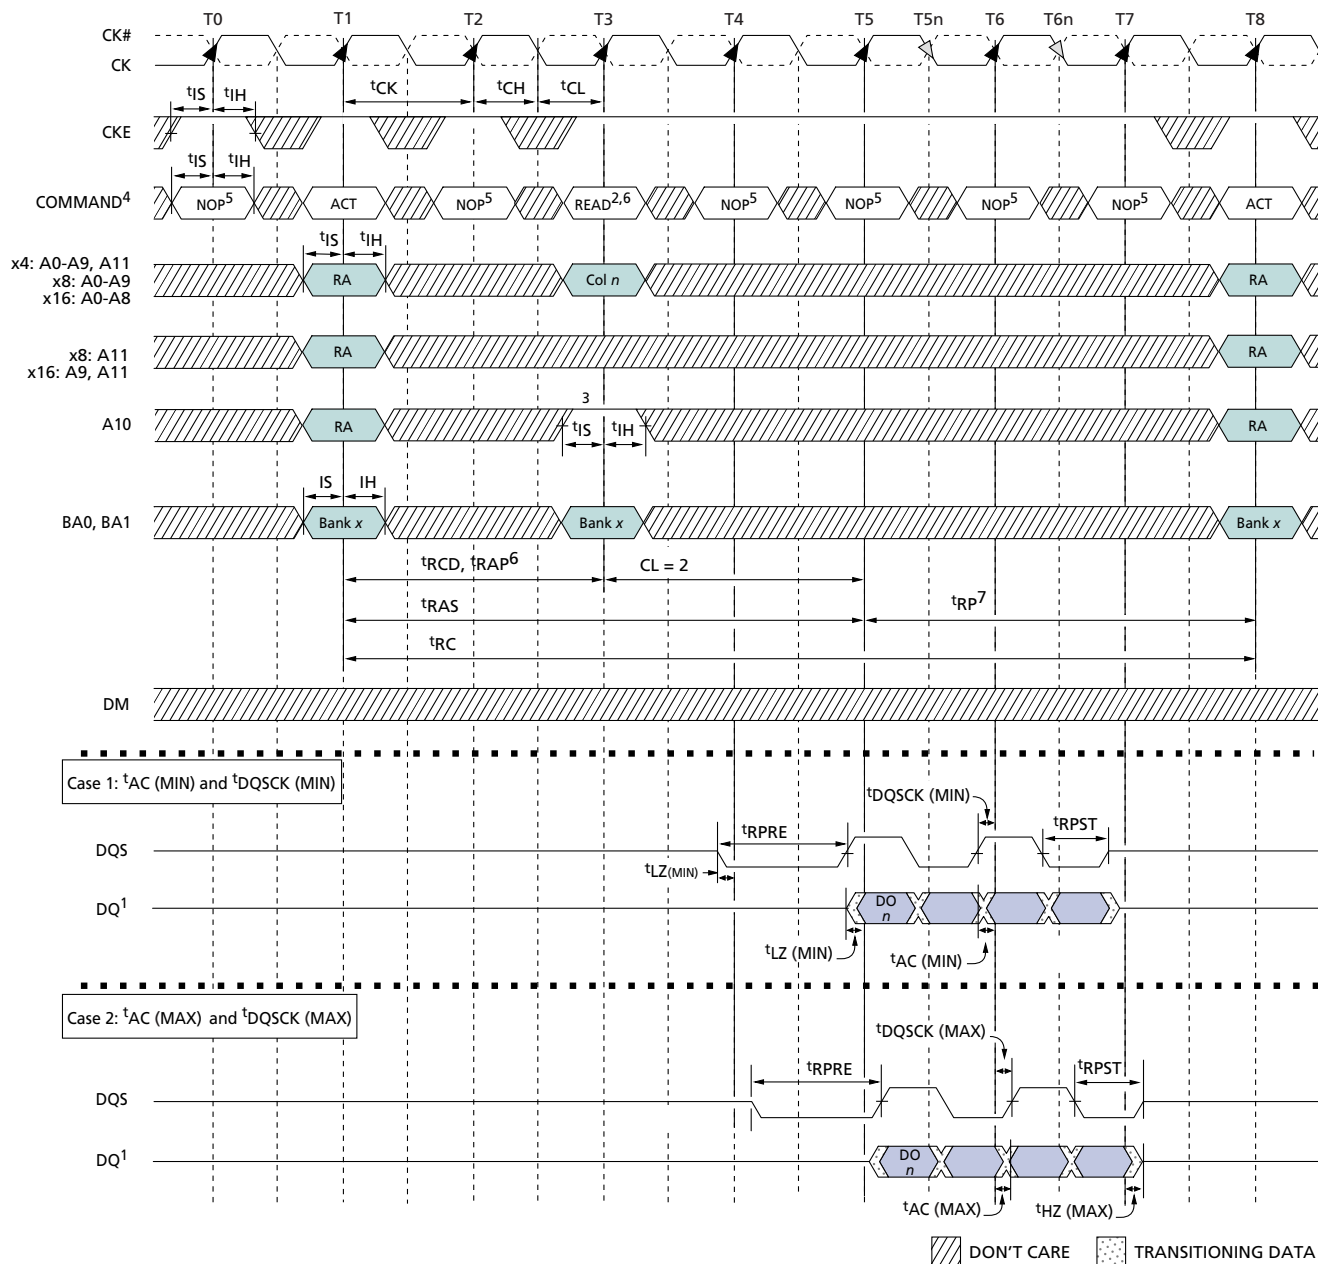 T0 T1 T2 T3 T4 T5 T5n T6 T6n T7 T8
CK#
CK
tCK tCH tCL
tIS tIH
CKE
tIS tIH
COMMAND4
NOP5 ACT NOP5 READ2,6 NOP5 NOP5 NOP5 NOP5 ACT
tIS tIH
x4: A0-A9, A11
x8: A0-A9
x16: A0-A8
RA Col n RA
x8: A11
x16: A9, A11
RA RA
3
A10
RA RA
tIS tIH
IS IH
BA0, BA1
Bank x Bank x Bank x
tRCD, tRAP6 CL = 2
tRAS tRP7
tRC
DM
Case 1: tAC (MIN) and tDQSCK (MIN)
tDQSCK (MIN)
tRPRE tRPST
DQS
tLZ(MIN)
DQ1
DO
n
tLZ (MIN) tAC (MIN)
Case 2: tAC (MAX) and tDQSCK (MAX)
tDQSCK (MAX)
tRPRE tRPST
DQS
DQ1
DO
n
tAC (MAX) tHZ (MAX)
DON'T CARE TRANSITIONING DATA